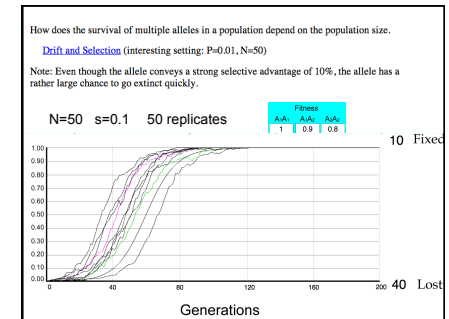 How does the survival of multiple alleles in a population depend on the population size.
Drift and Selection (interesting setting: P=0.01, N=50)
Note: Even though the allele conveys a strong selective advantage of 10%, the allele has a
rather large chance to go extinct quickly.
N=50 s=0.1 50 replicates
Fitness
A₁A₁ A₁A₂ A₂A₂
1 0.9 0.8
10 Fixed
1.00
0.90
0.80
0.70
0.60
0.50
0.40
0.30
0.20
0.10
0.00
0 40 80 120 160 200
40 Lost
Generations